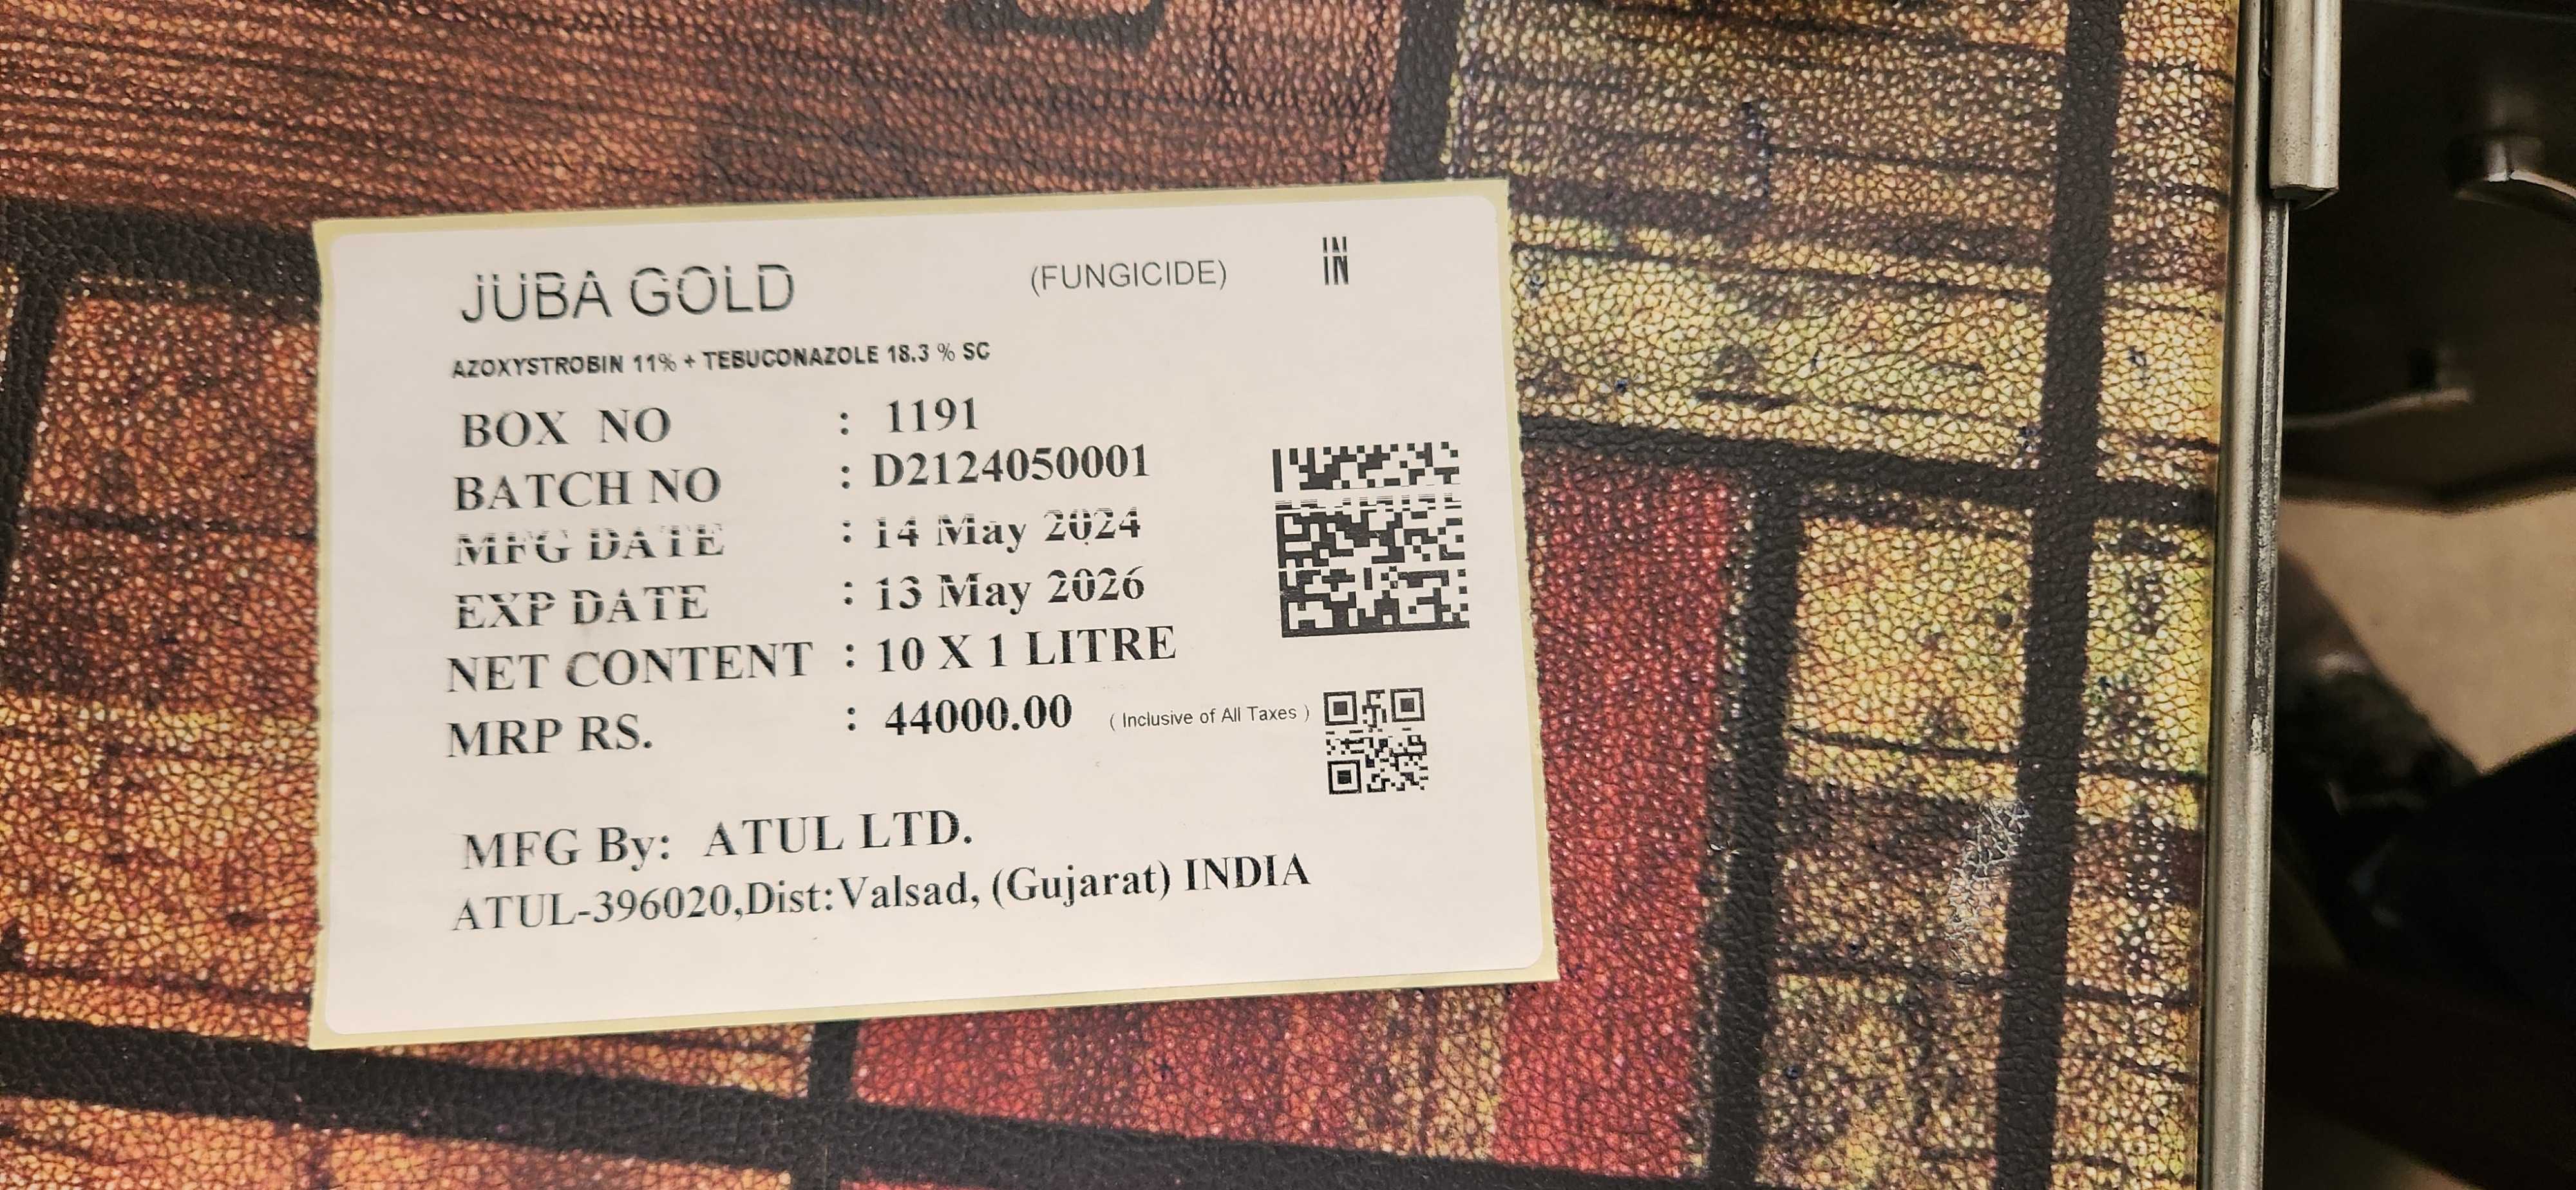 JUBA GOLD (FUNGICIDE) IN
AZOXYSTROBIN 11% + TEBUCONAZOLE 18.3 % SC
BOX NO : 1191
BATCH NO : D2124050001
MFG DATE : 14 May 2024
EXP DATE : 13 May 2026
NET CONTENT : 10 X 1 LITRE
MRP RS. : 44000.00 ( Inclusive of All Taxes )
MFG By: ATUL LTD.
ATUL-396020,Dist:Valsad, (Gujarat) INDIA